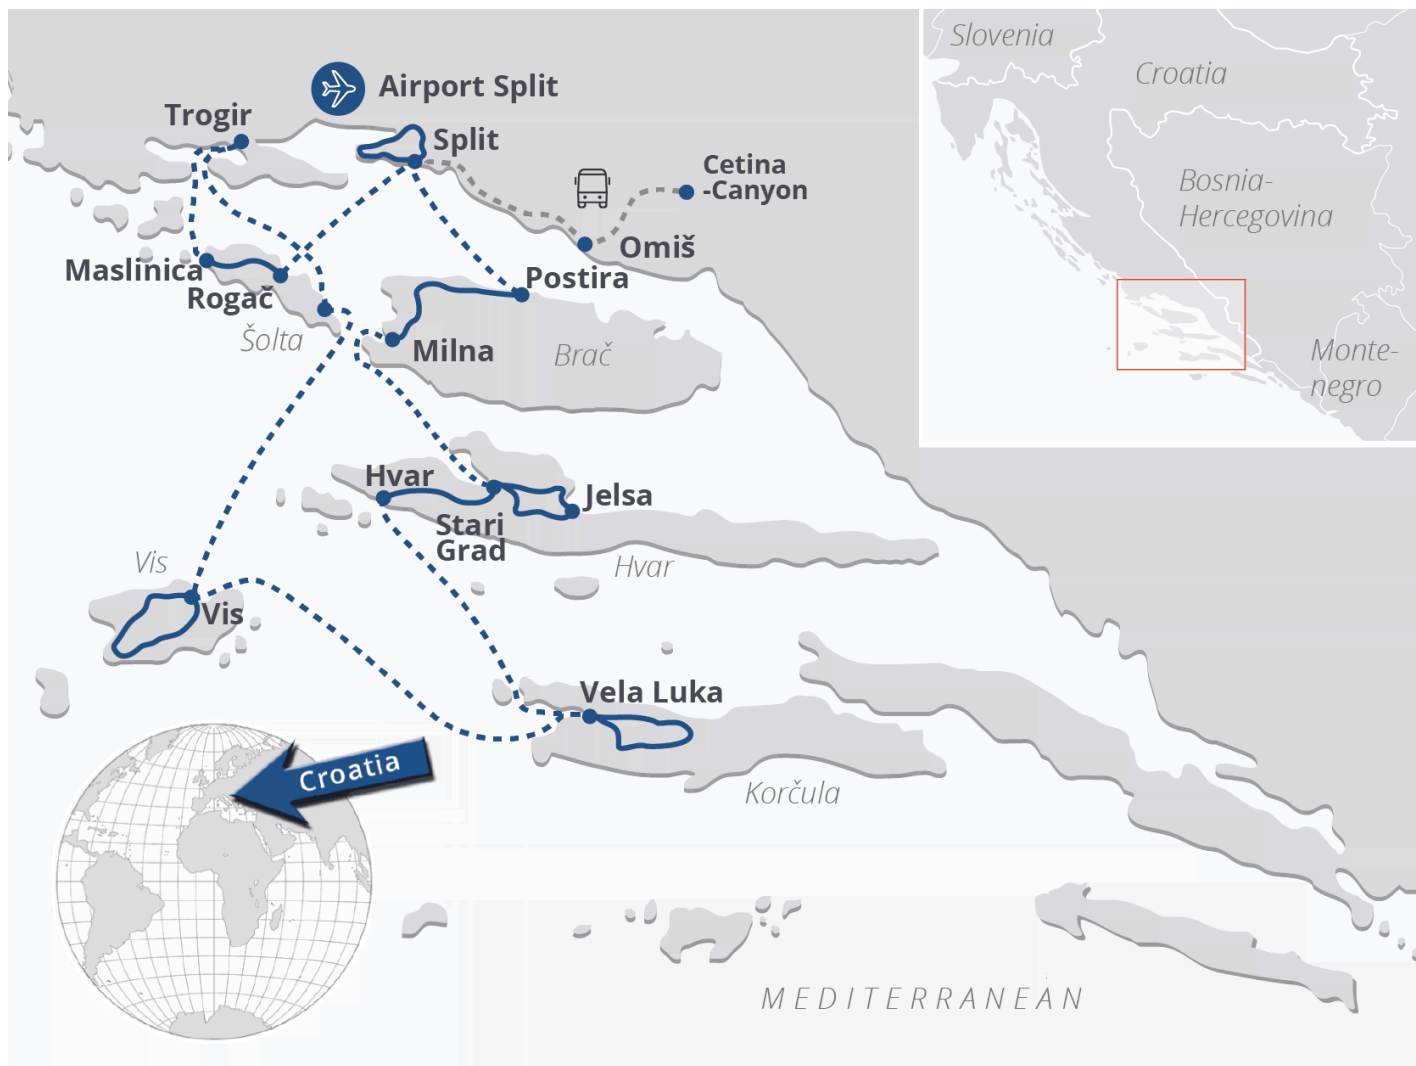 Airport Split
Trogir
Split
Cetina
-Canyon
Omiš
Maslinica
Rogač
Šolta
Postira
Milna
Brač
Hvar
Stari
Grad
Jelsa
Hvar
Vis
Vis
Vela Luka
Korčula
Croatia
MEDITERRANEAN
Slovenia
Croatia
Bosnia-
Hercegovina
Monte-
negro